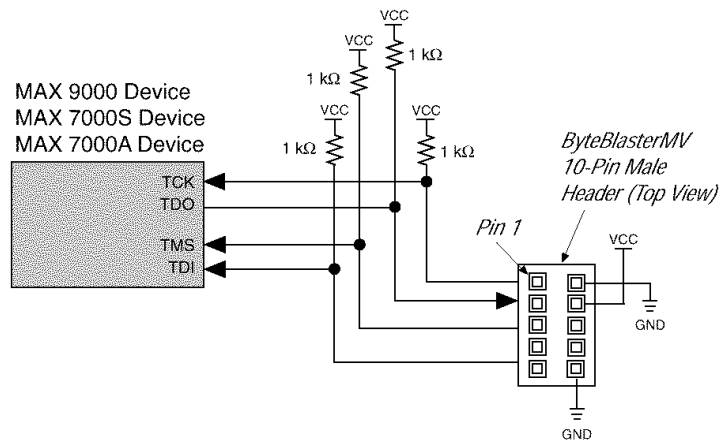 VCC
1 kΩ
VCC
1 kΩ
MAX 9000 Device
MAX 7000S Device
MAX 7000A Device
VCC
1 kΩ
VCC
1 kΩ
ByteBlasterMV
10-Pin Male
Header (Top View)
TCK
TDO
TMS
TDI
Pin 1
VCC
GND
GND